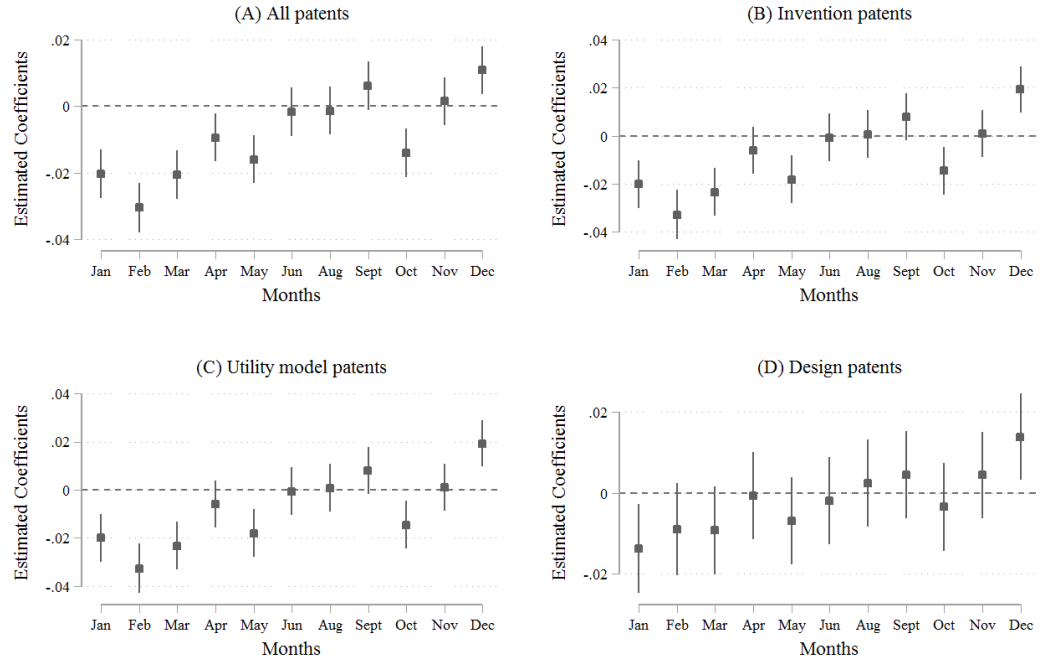 (A) All patents
Estimated Coefficients
.02
0
-.02
-.04
Jan Feb Mar Apr May Jun Aug Sept Oct Nov Dec
Months
(B) Invention patents
Estimated Coefficients
.04
.02
0
-.02
-.04
Jan Feb Mar Apr May Jun Aug Sept Oct Nov Dec
Months
(C) Utility model patents
Estimated Coefficients
.04
.02
0
-.02
-.04
Jan Feb Mar Apr May Jun Aug Sept Oct Nov Dec
Months
(D) Design patents
Estimated Coefficients
.02
0
-.02
Jan Feb Mar Apr May Jun Aug Sept Oct Nov Dec
Months